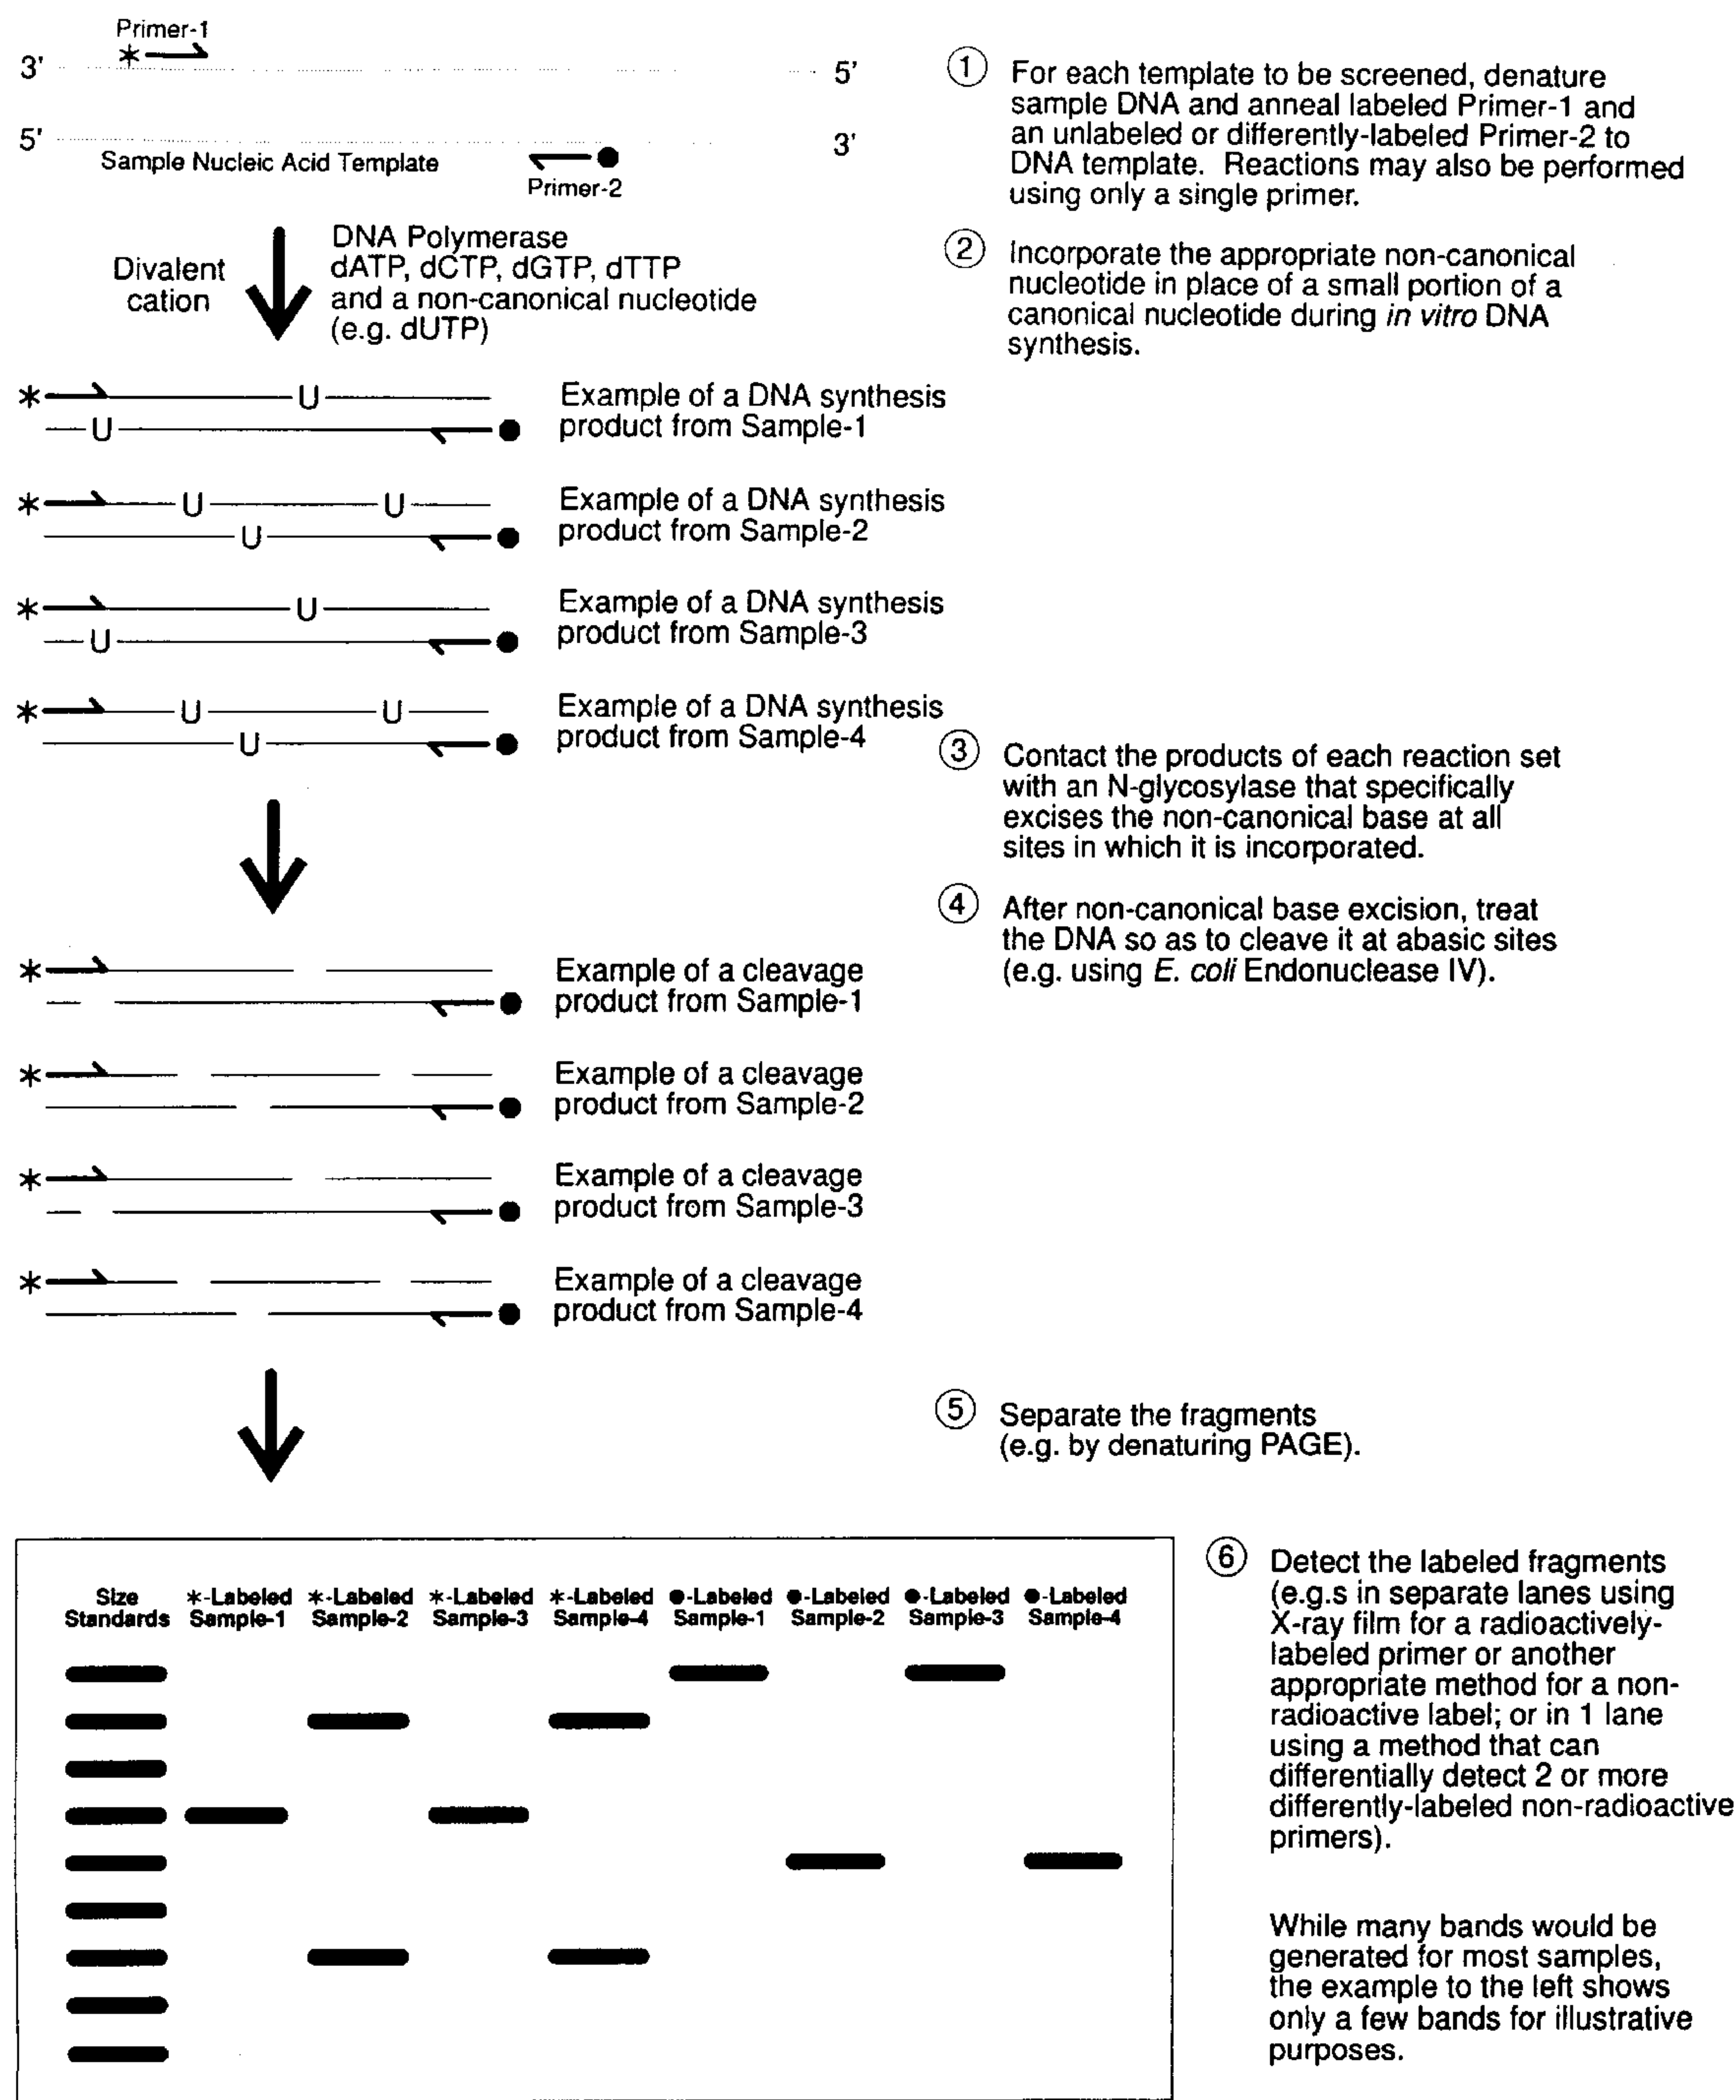 Primer-1
*
3' 5'
5' 3'
Sample Nucleic Acid Template
Primer-2
① For each template to be screened, denature
sample DNA and anneal labeled Primer-1 and
an unlabeled or differently-labeled Primer-2 to
DNA template. Reactions may also be performed
using only a single primer.
Divalent
cation
DNA Polymerase
dATP, dCTP, dGTP, dTTP
and a non-canonical nucleotide
(e.g. dUTP)
② Incorporate the appropriate non-canonical
nucleotide in place of a small portion of a
canonical nucleotide during in vitro DNA
synthesis.
* U
U
Example of a DNA synthesis
product from Sample-1
* U U
U
Example of a DNA synthesis
product from Sample-2
* U
U
Example of a DNA synthesis
product from Sample-3
* U U
U
Example of a DNA synthesis
product from Sample-4
③ Contact the products of each reaction set
with an N-glycosylase that specifically
excises the non-canonical base at all
sites in which it is incorporated.
④ After non-canonical base excision, treat
the DNA so as to cleave it at abasic sites
(e.g. using E. coli Endonuclease IV).
*
Example of a cleavage
product from Sample-1
*
Example of a cleavage
product from Sample-2
*
Example of a cleavage
product from Sample-3
*
Example of a cleavage
product from Sample-4
⑤ Separate the fragments
(e.g. by denaturing PAGE).
Size
Standards
*-Labeled
Sample-1
*-Labeled
Sample-2
*-Labeled
Sample-3
*-Labeled
Sample-4
●-Labeled
Sample-1
●-Labeled
Sample-2
●-Labeled
Sample-3
●-Labeled
Sample-4
⑥ Detect the labeled fragments
(e.g.s in separate lanes using
X-ray film for a radioactively-
labeled primer or another
appropriate method for a non-
radioactive label; or in 1 lane
using a method that can
differentially detect 2 or more
differently-labeled non-radioactive
primers).
While many bands would be
generated for most samples,
the example to the left shows
only a few bands for illustrative
purposes.